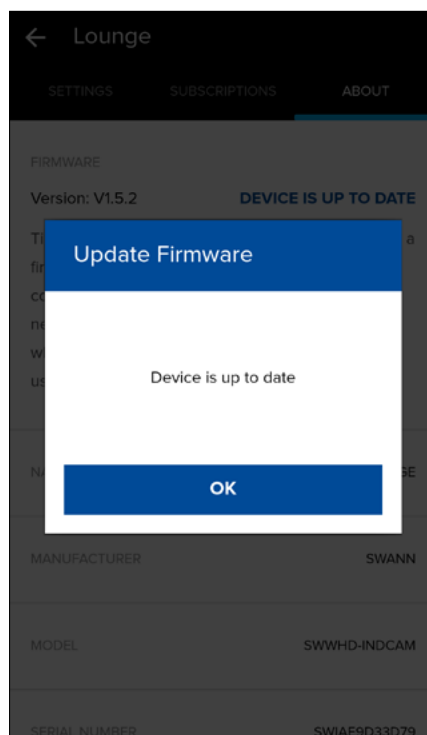 ← Lounge
SETTINGS SUBSCRIPTIONS ABOUT
FIRMWARE
Version: V1.5.2 DEVICE IS UP TO DATE
a
Update Firmware
Device is up to date
OK
MANUFACTURER SWANN
MODEL SWWHD-INDCAM
SERIAL NUMBER SWIAE9D33D79